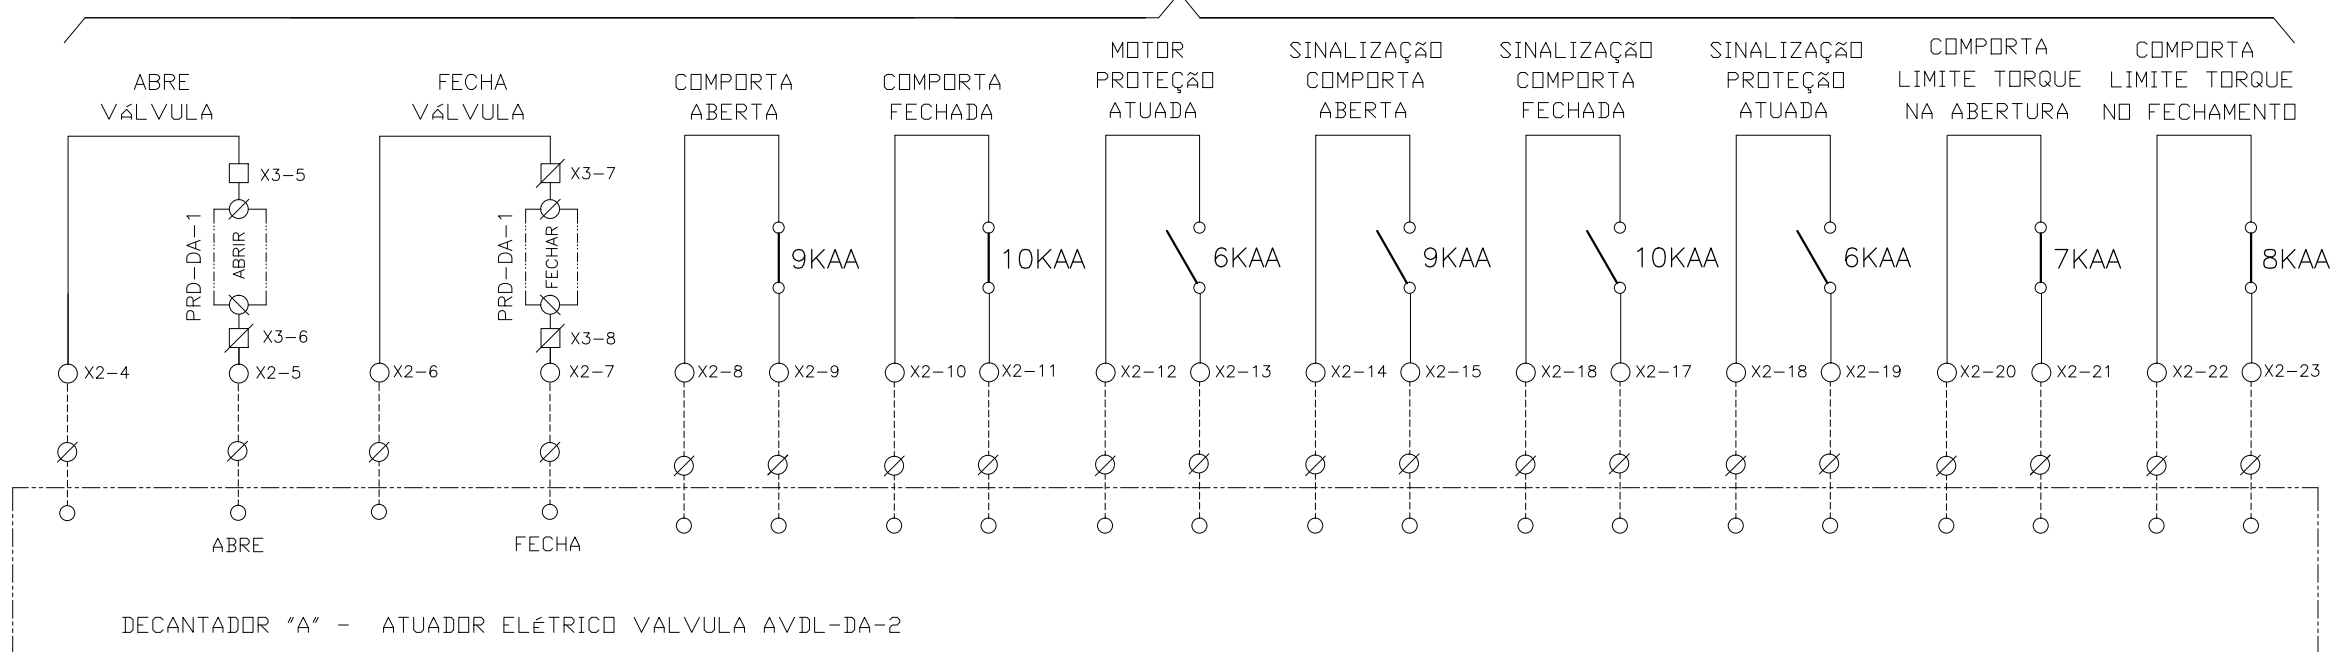 ABRE
VáLVULA
FECHA
VáLVULA
COMPORTA
ABERTA
COMPORTA
FECHADA
MOTOR
PROTEÇãO
ATUADA
SINALIZAÇãO
COMPORTA
ABERTA
SINALIZAÇãO
COMPORTA
FECHADA
SINALIZAÇãO
PROTEÇãO
ATUADA
COMPORTA
LIMITE TORQUE
NA ABERTURA
COMPORTA
LIMITE TORQUE
NO FECHAMENTO
X3-5
X3-7
PRD-DA-1
ABRIR
PRD-DA-1
FECHAR
9KAA
10KAA
6KAA
9KAA
10KAA
6KAA
7KAA
8KAA
X3-6
X3-8
X2-4
X2-5
X2-6
X2-7
X2-8
X2-9
X2-10
X2-11
X2-12
X2-13
X2-14
X2-15
X2-18
X2-17
X2-18
X2-19
X2-20
X2-21
X2-22
X2-23
ABRE
FECHA
DECANTADOR "A" - ATUADOR ELéTRICO VALVULA AVDL-DA-2